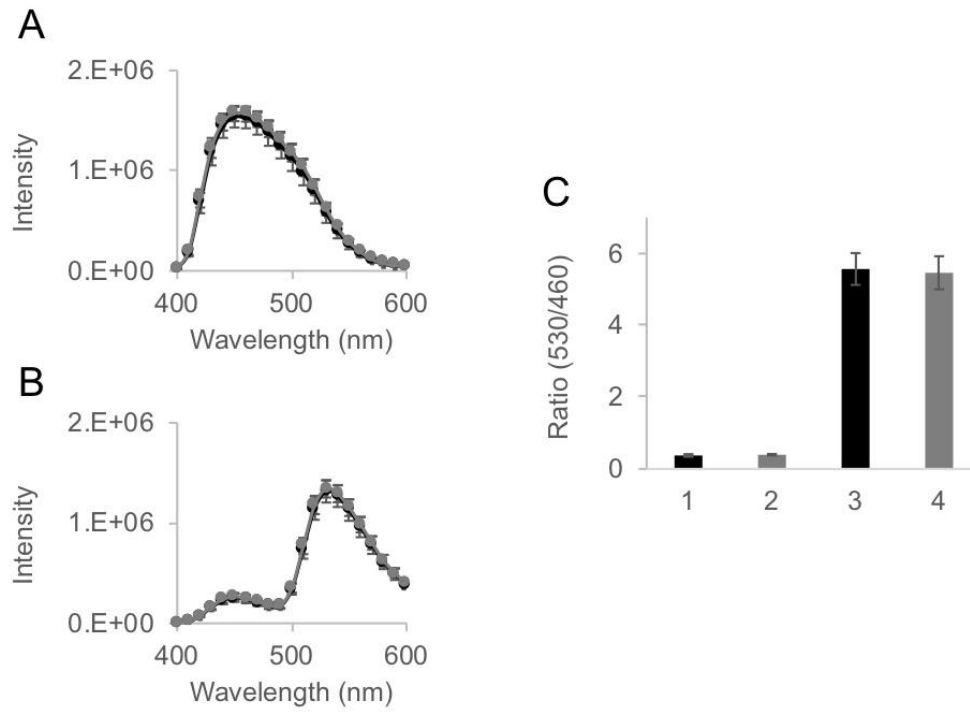 A
2.E+06
1.E+06
0.E+00
Intensity
400 500 600
Wavelength (nm)
B
2.E+06
1.E+06
0.E+00
Intensity
400 500 600
Wavelength (nm)
C
6
4
2
0
Ratio (530/460)
1 2 3 4